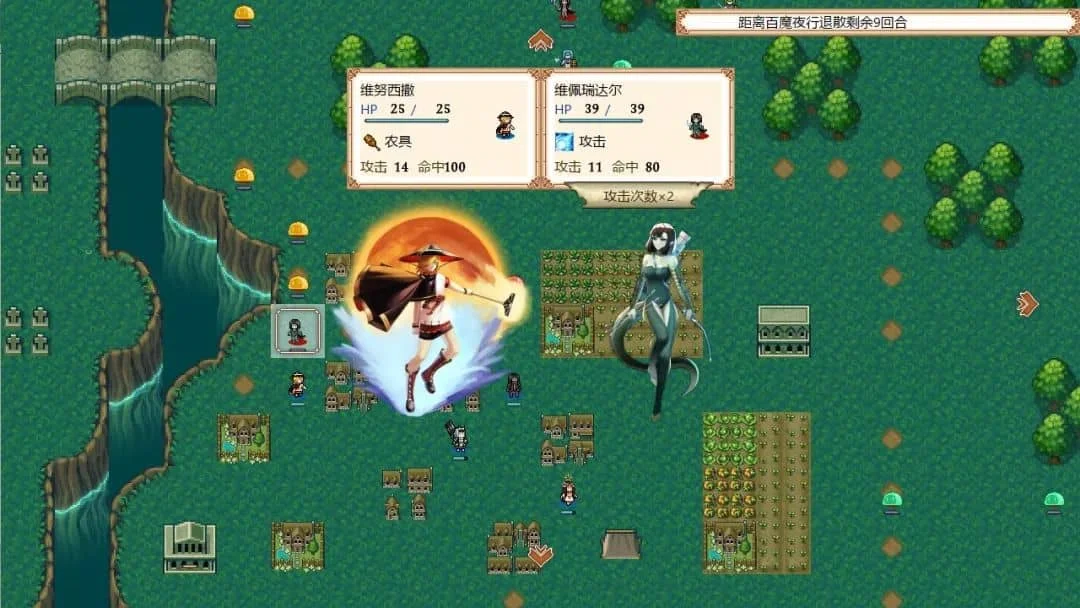 距离百魔夜行退散剩余9回合
维努西撒
HP 25 / 25
农具
攻击 14 命中100
维佩瑞达尔
HP 39 / 39
攻击
攻击 11 命中 80
攻击次数×2